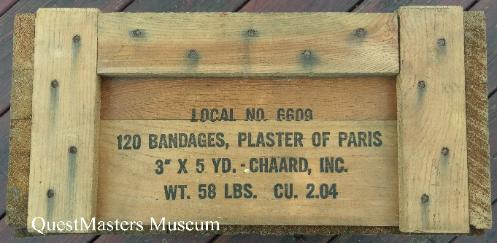 LOCAL NO. 6609
120 BANDAGES, PLASTER OF PARIS
3" X 5 YD. - CHAARD, INC.
WT. 58 LBS. CU. 2.04
QuestMasters Museum